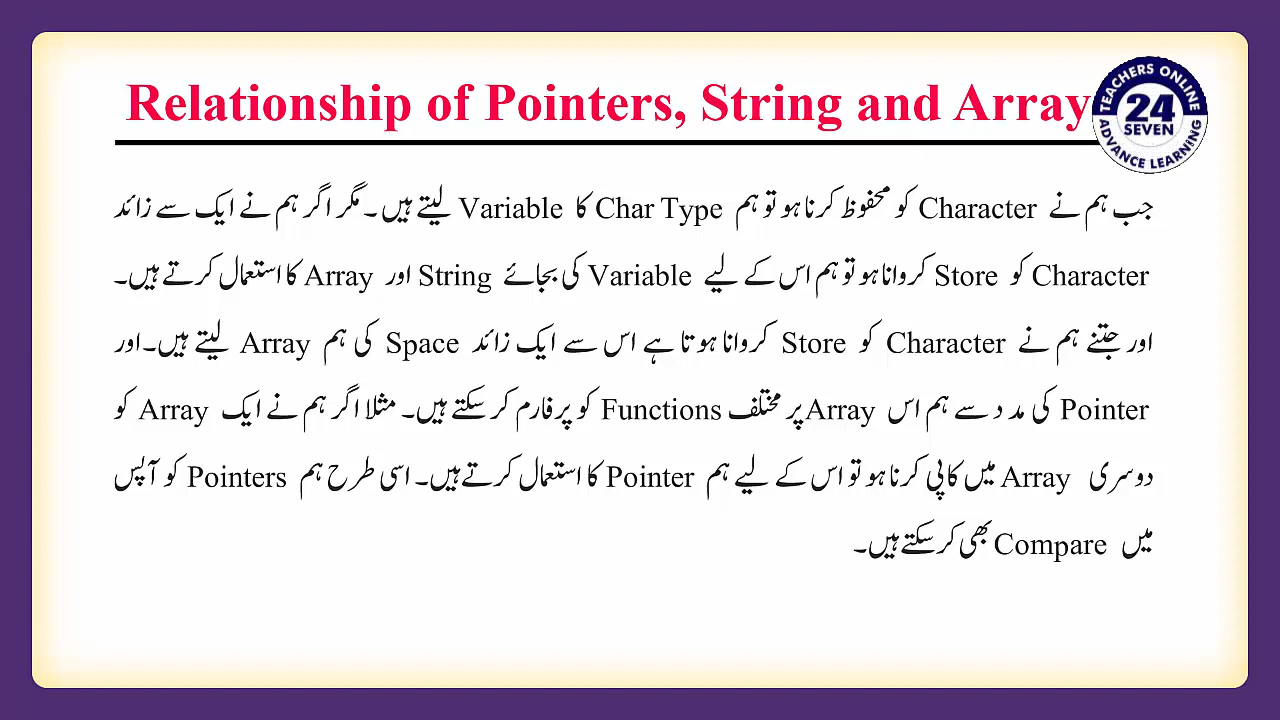 Relationship of Pointers, String and Array
TEACHERS ONLINE
24
SEVEN
ADVANCE LEARNING
جب ہم نے Character کو محفوظ کرنا ہو تو ہم Char Type کا Variable لیتے ہیں۔ مگر اگر ہم نے ایک سے زائد
Character کو Store کروانا ہو تو ہم اس کے لیے Variable کی بجائے String اور Array کا استعمال کرتے ہیں۔
اور جتنے ہم نے Character کو Store کروانا ہوتا ہے اس سے ایک زائد Space کی ہم Array لیتے ہیں۔ اور
Pointer کی مدد سے ہم اس Array پر مختلف Functions کو پرفارم کر سکتے ہیں۔ مثلا اگر ہم نے ایک Array کو
دوسری Array میں کاپی کرنا ہو تو اس کے لیے ہم Pointer کا استعمال کرتے ہیں۔ اسی طرح ہم Pointers کو آپس
میں Compare بھی کر سکتے ہیں۔